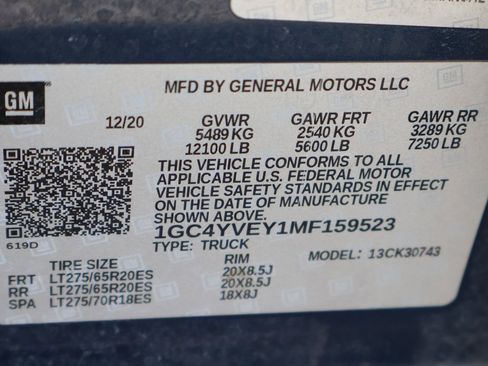 GM
MFD BY GENERAL MOTORS LLC
12/20 GVWR GAWR FRT GAWR RR
5489 KG 2540 KG 3289 KG
12100 LB 5600 LB 7250 LB
THIS VEHICLE CONFORMS TO ALL
APPLICABLE U.S. FEDERAL MOTOR
VEHICLE SAFETY STANDARDS IN EFFECT
ON THE DATE OF MANUFACTURE
SHOWN ABOVE.
1GC4YVEY1MF159523
619D
TYPE: TRUCK MODEL: 13CK30743
TIRE SIZE RIM
FRT LT275/65R20ES 20X8.5J
RR LT275/65R20ES 20X8.5J
SPA LT275/70R18ES 18X8J